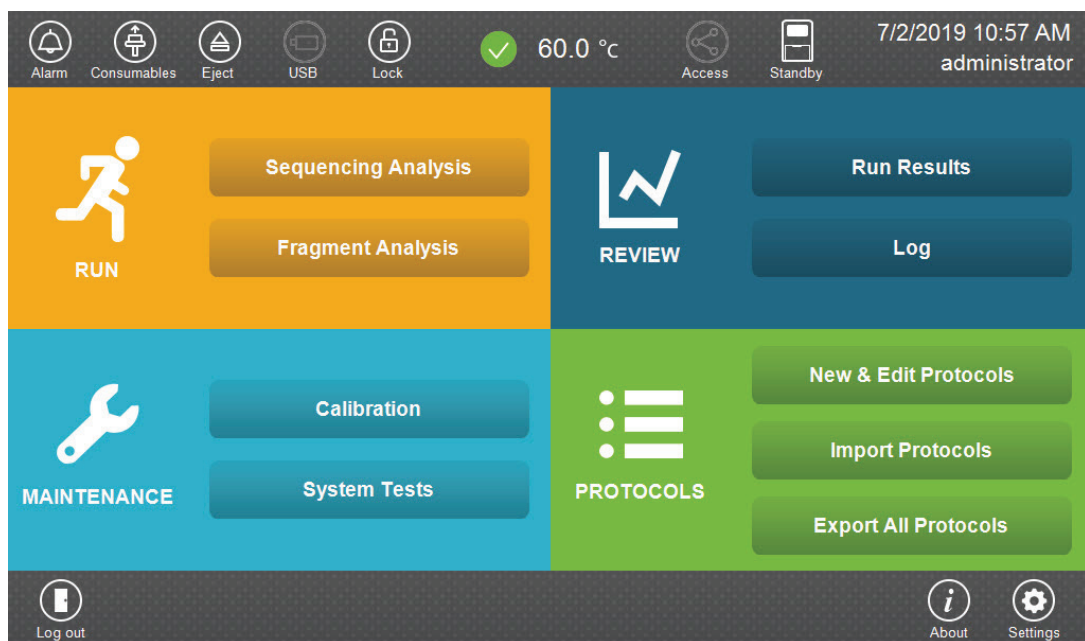 Alarm
Consumables
Eject
USB
Lock
60.0 °c
Access
Standby
7/2/2019 10:57 AM
administrator
RUN
Sequencing Analysis
Fragment Analysis
REVIEW
Run Results
Log
MAINTENANCE
Calibration
System Tests
PROTOCOLS
New & Edit Protocols
Import Protocols
Export All Protocols
Log out
i
About
Settings